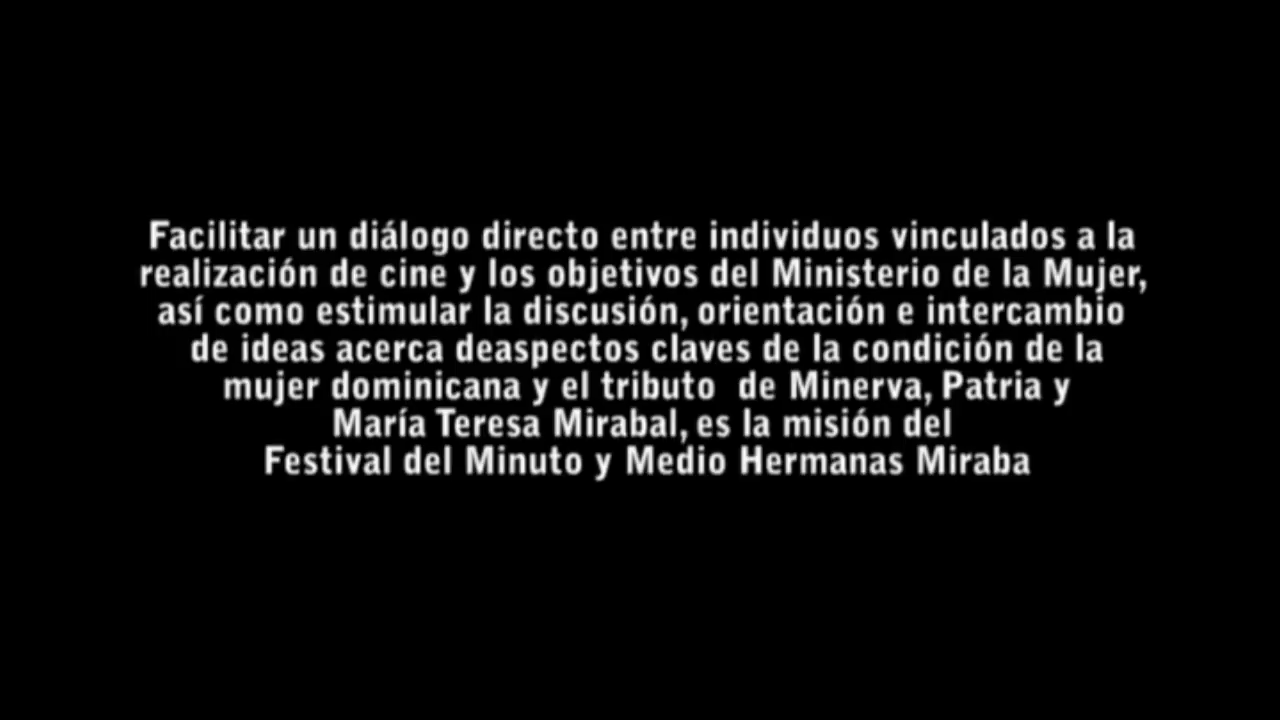 Facilitar un diálogo directo entre individuos vinculados a la
realización de cine y los objetivos del Ministerio de la Mujer,
así como estimular la discusión, orientación e intercambio
de ideas acerca deaspectos claves de la condición de la
mujer dominicana y el tributo  de Minerva, Patria y
María Teresa Mirabal, es la misión del
Festival del Minuto y Medio Hermanas Miraba